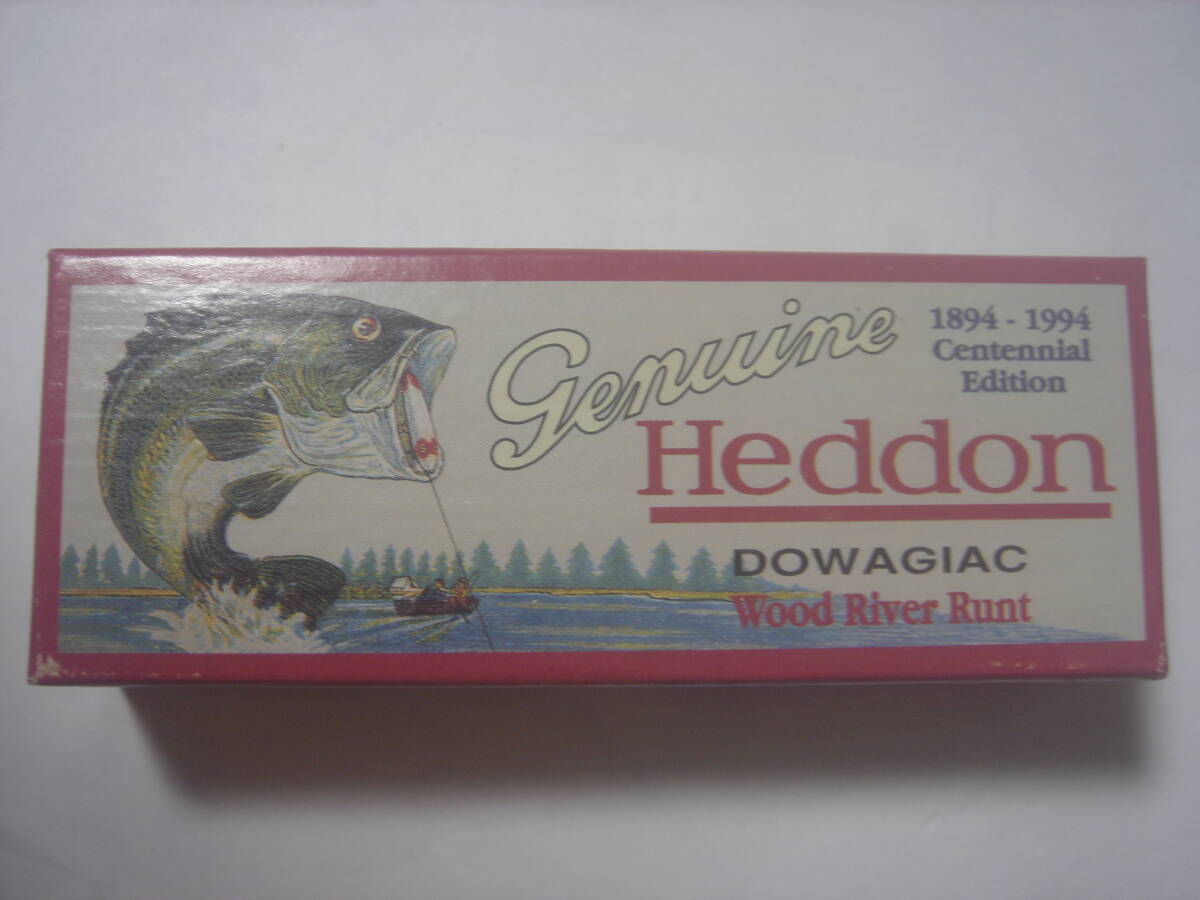 Genuine
1894 - 1994
Centennial
Edition
Heddon
DOWAGIAC
Wood River Runt